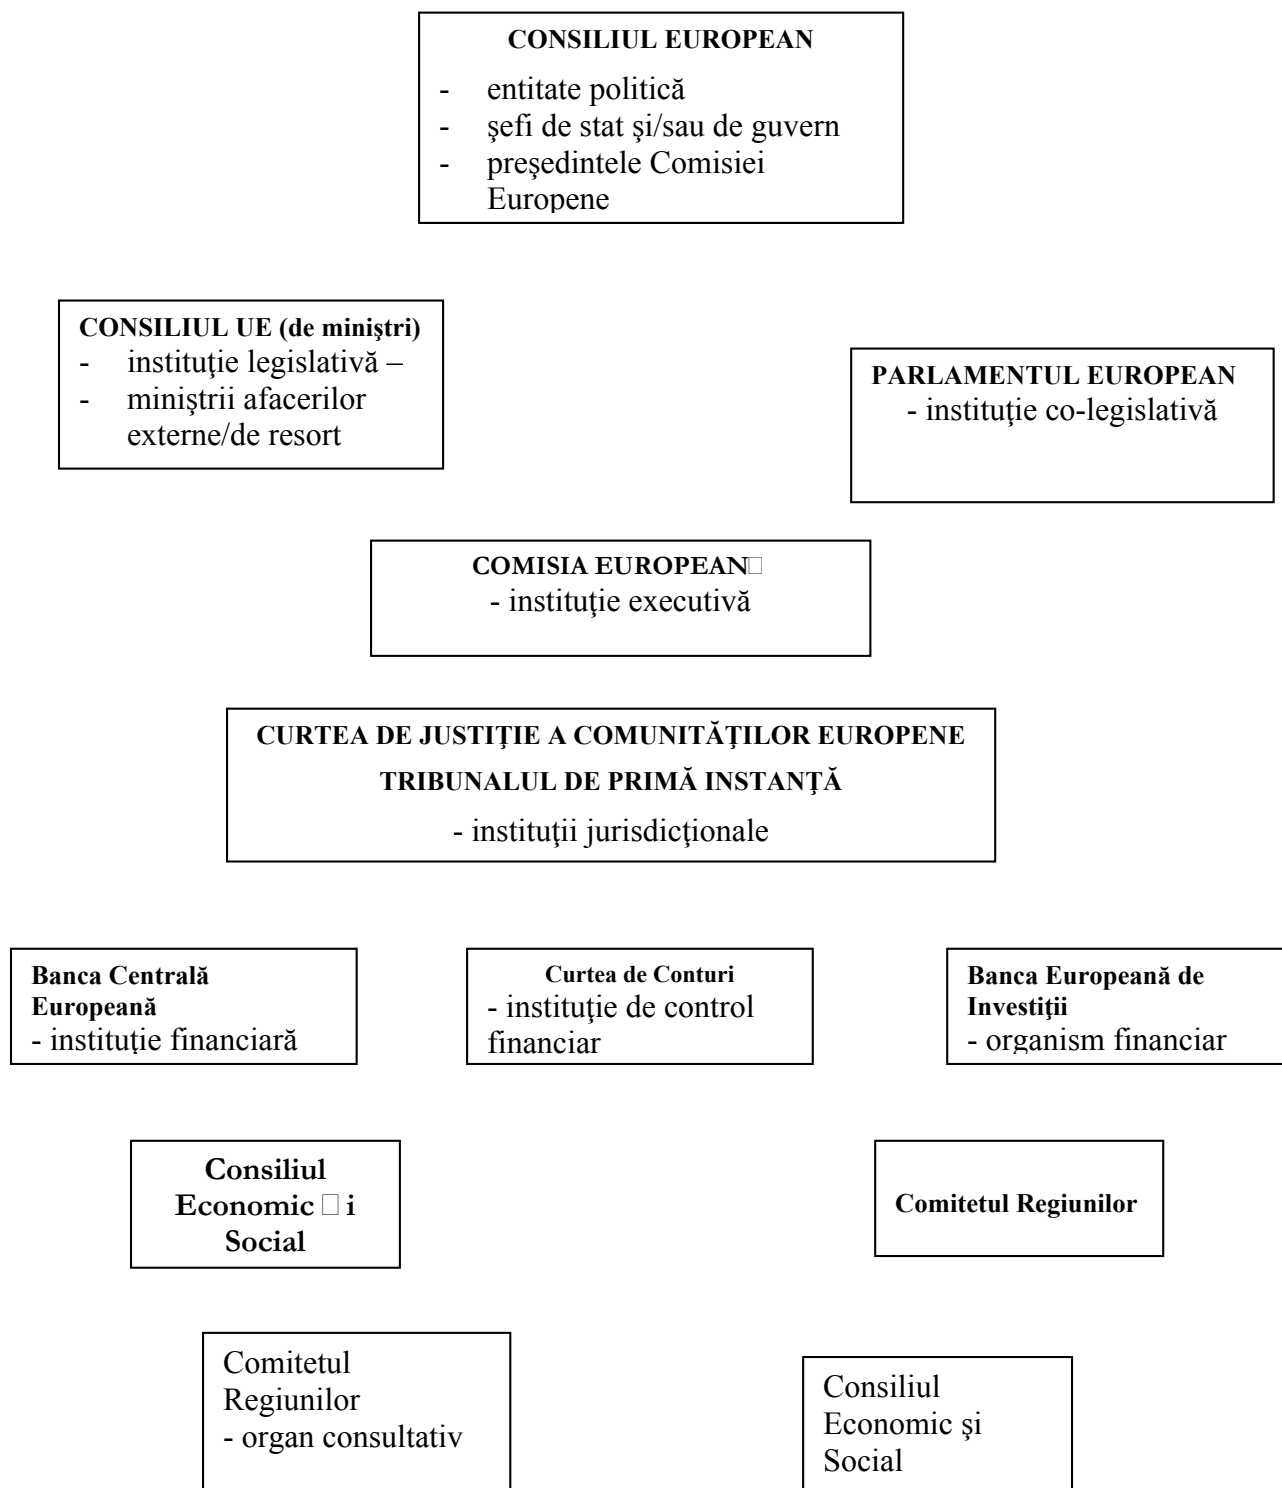 CONSILIUL EUROPEAN
- entitate politică
- şefi de stat şi/sau de guvern
- preşedintele Comisiei
Europene
CONSILIUL UE (de miniştri)
- instituţie legislativă –
- miniştrii afacerilor
externe/de resort
PARLAMENTUL EUROPEAN
- instituţie co-legislativă
COMISIA EUROPEAN□
- instituţie executivă
CURTEA DE JUSTIŢIE A COMUNITĂŢILOR EUROPENE
TRIBUNALUL DE PRIMĂ INSTANŢĂ
- instituţii jurisdicţionale
Banca Centrală
Europeană
- instituţie financiară
Curtea de Conturi
- instituţie de control
financiar
Banca Europeană de
Investiţii
- organism financiar
Consiliul
Economic □i
Social
Comitetul Regiunilor
Comitetul
Regiunilor
- organ consultativ
Consiliul
Economic şi
Social